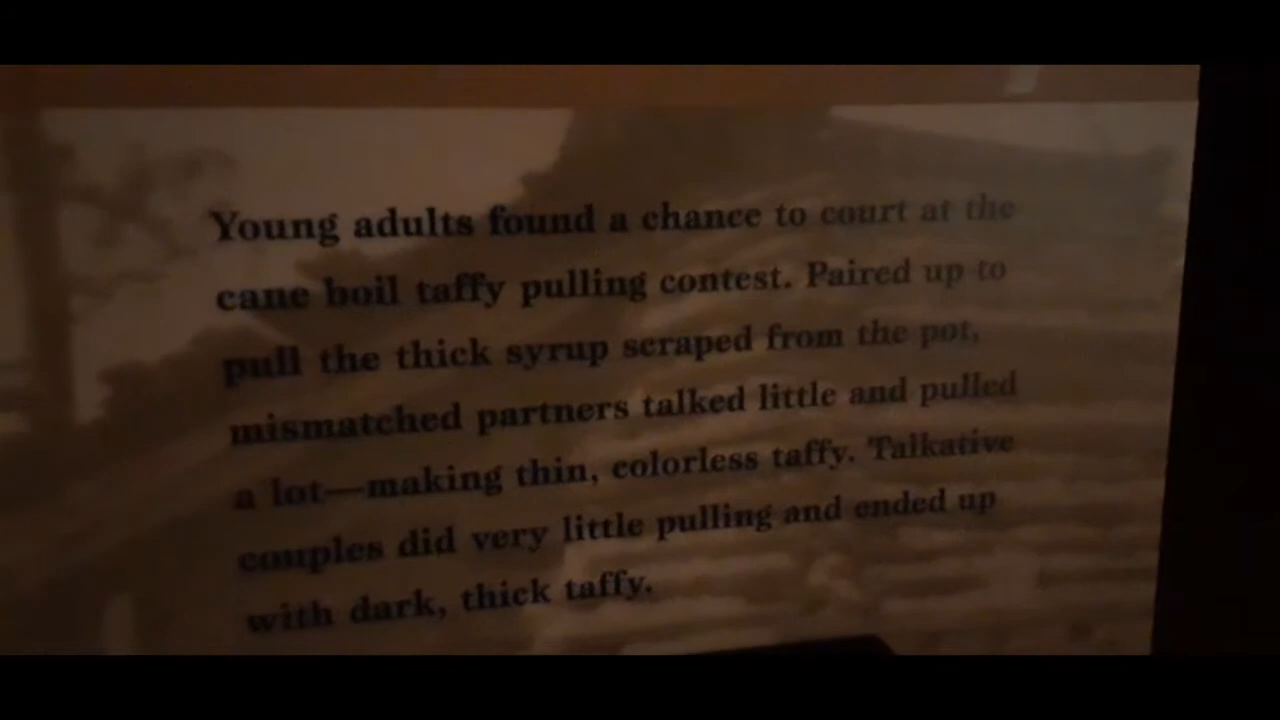 Young adults found a chance to court at the
cane boil taffy pulling contest. Paired up to
pull the thick syrup scraped from the pot,
mismatched partners talked little and pulled
a lot—making thin, colorless taffy. Talkative
couples did very little pulling and ended up
with dark, thick taffy.